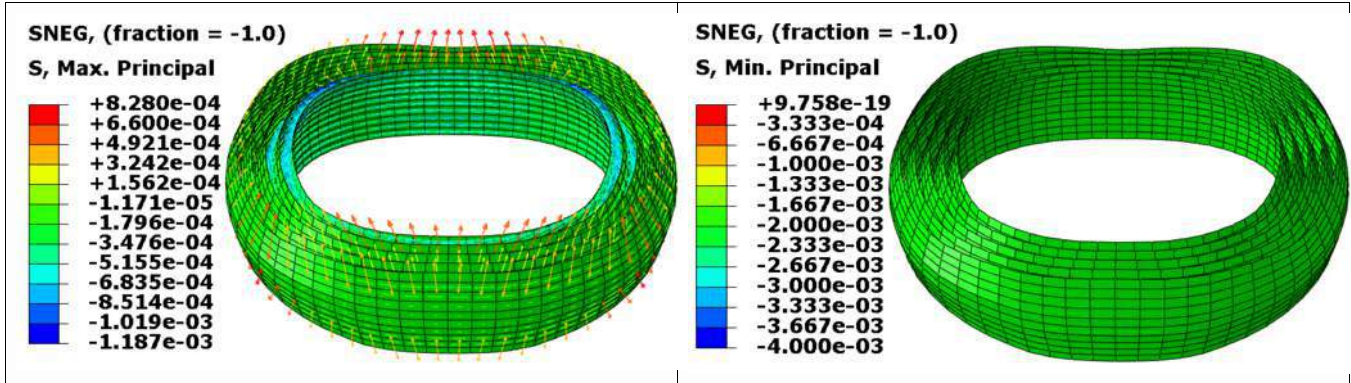 SNEG, (fraction = -1.0)
S, Max. Principal
+8.280e-04
+6.600e-04
+4.921e-04
+3.242e-04
+1.562e-04
-1.171e-05
-1.796e-04
-3.476e-04
-5.155e-04
-6.835e-04
-8.514e-04
-1.019e-03
-1.187e-03
SNEG, (fraction = -1.0)
S, Min. Principal
+9.758e-19
-3.333e-04
-6.667e-04
-1.000e-03
-1.333e-03
-1.667e-03
-2.000e-03
-2.333e-03
-2.667e-03
-3.000e-03
-3.333e-03
-3.667e-03
-4.000e-03